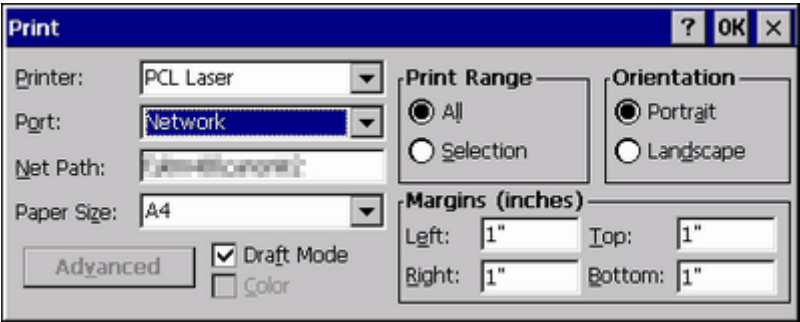 Print ? OK ×
Printer: PCL Laser
Port: Network
Net Path:
Paper Size: A4
Advanced
Draft Mode
Color
Print Range
All
Selection
Orientation
Portrait
Landscape
Margins (inches)
Left: 1" Top: 1"
Right: 1" Bottom: 1"